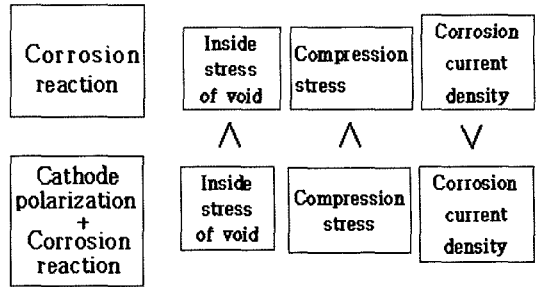 Corrosion
reaction
Inside
stress
of void
Compression
stress
Corrosion
current
density
∧ ∧ ∨
Cathode
polarization
+
Corrosion
reaction
Inside
stress
of void
Compression
stress
Corrosion
current
density